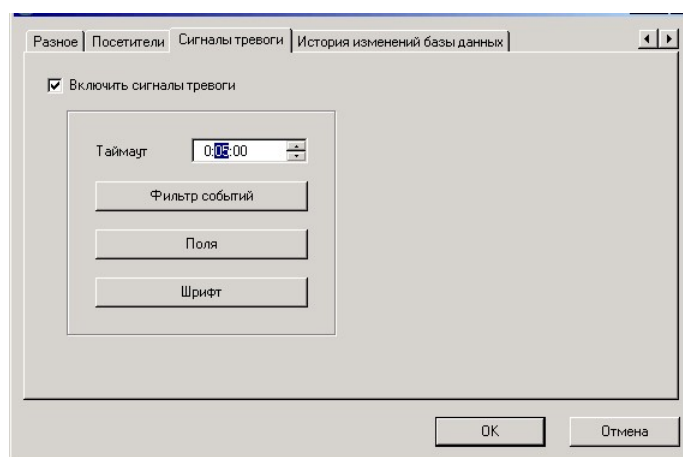 Разное Посетители Сигналы тревоги История изменений базы данных
Включить сигналы тревоги
Таймаут 0:05:00
Фильтр событий
Поля
Шрифт
OK Отмена